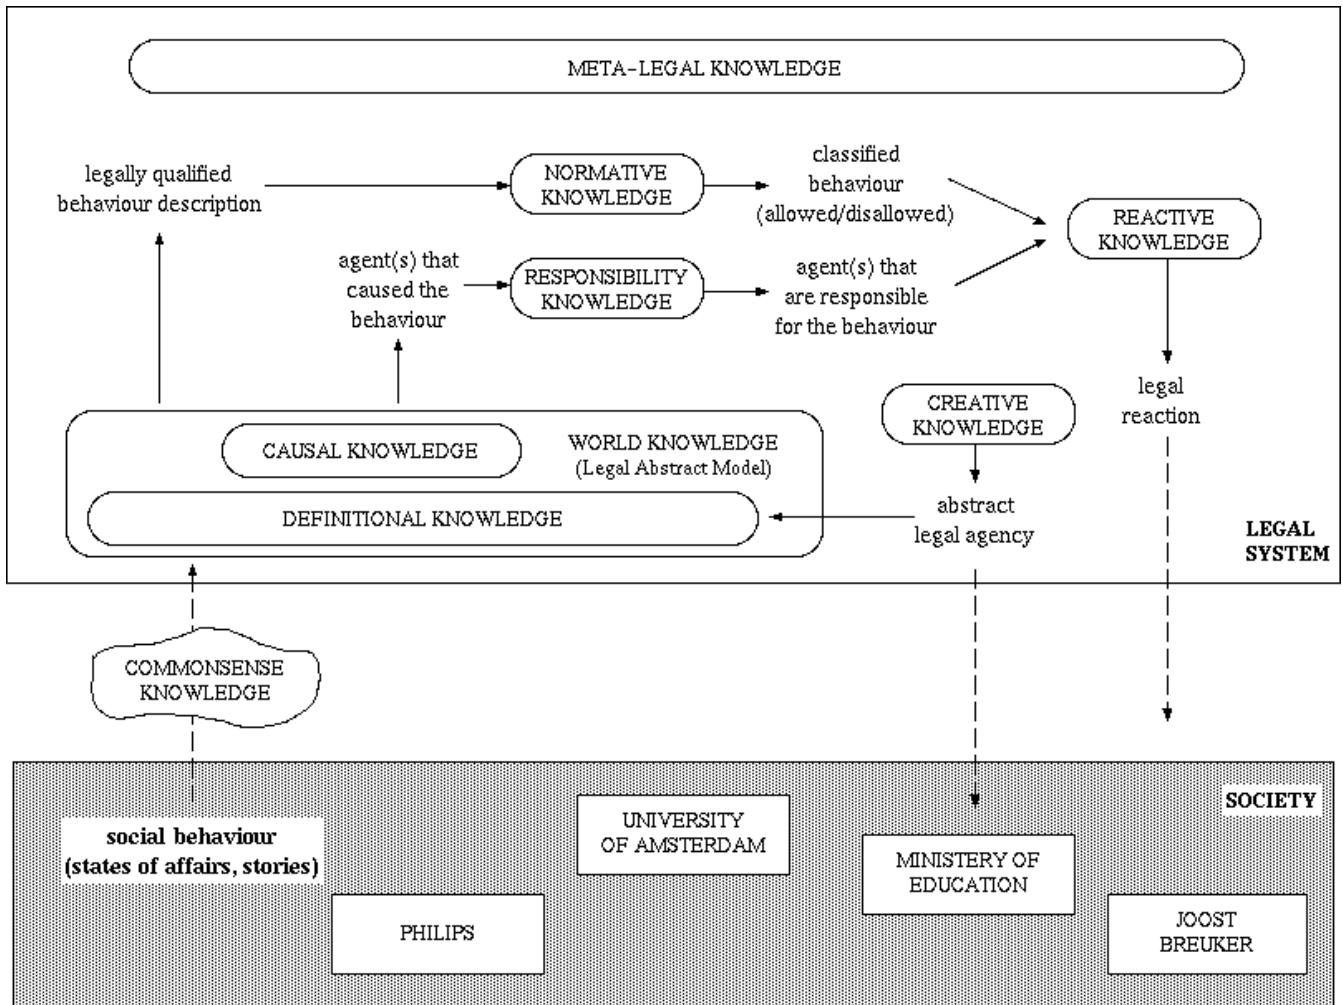 META-LEGAL KNOWLEDGE
legally qualified
behaviour description
NORMATIVE
KNOWLEDGE
classified
behaviour
(allowed/disallowed)
REACTIVE
KNOWLEDGE
agent(s) that
caused the
behaviour
RESPONSIBILITY
KNOWLEDGE
agent(s) that
are responsible
for the behaviour
legal
reaction
CREATIVE
KNOWLEDGE
CAUSAL KNOWLEDGE
WORLD KNOWLEDGE
(Legal Abstract Model)
DEFINITIONAL KNOWLEDGE
abstract
legal agency
LEGAL
SYSTEM
COMMONSENSE
KNOWLEDGE
SOCIETY
social behaviour
(states of affairs, stories)
UNIVERSITY
OF AMSTERDAM
MINISTERY OF
EDUCATION
PHILIPS
JOOST
BREUKER